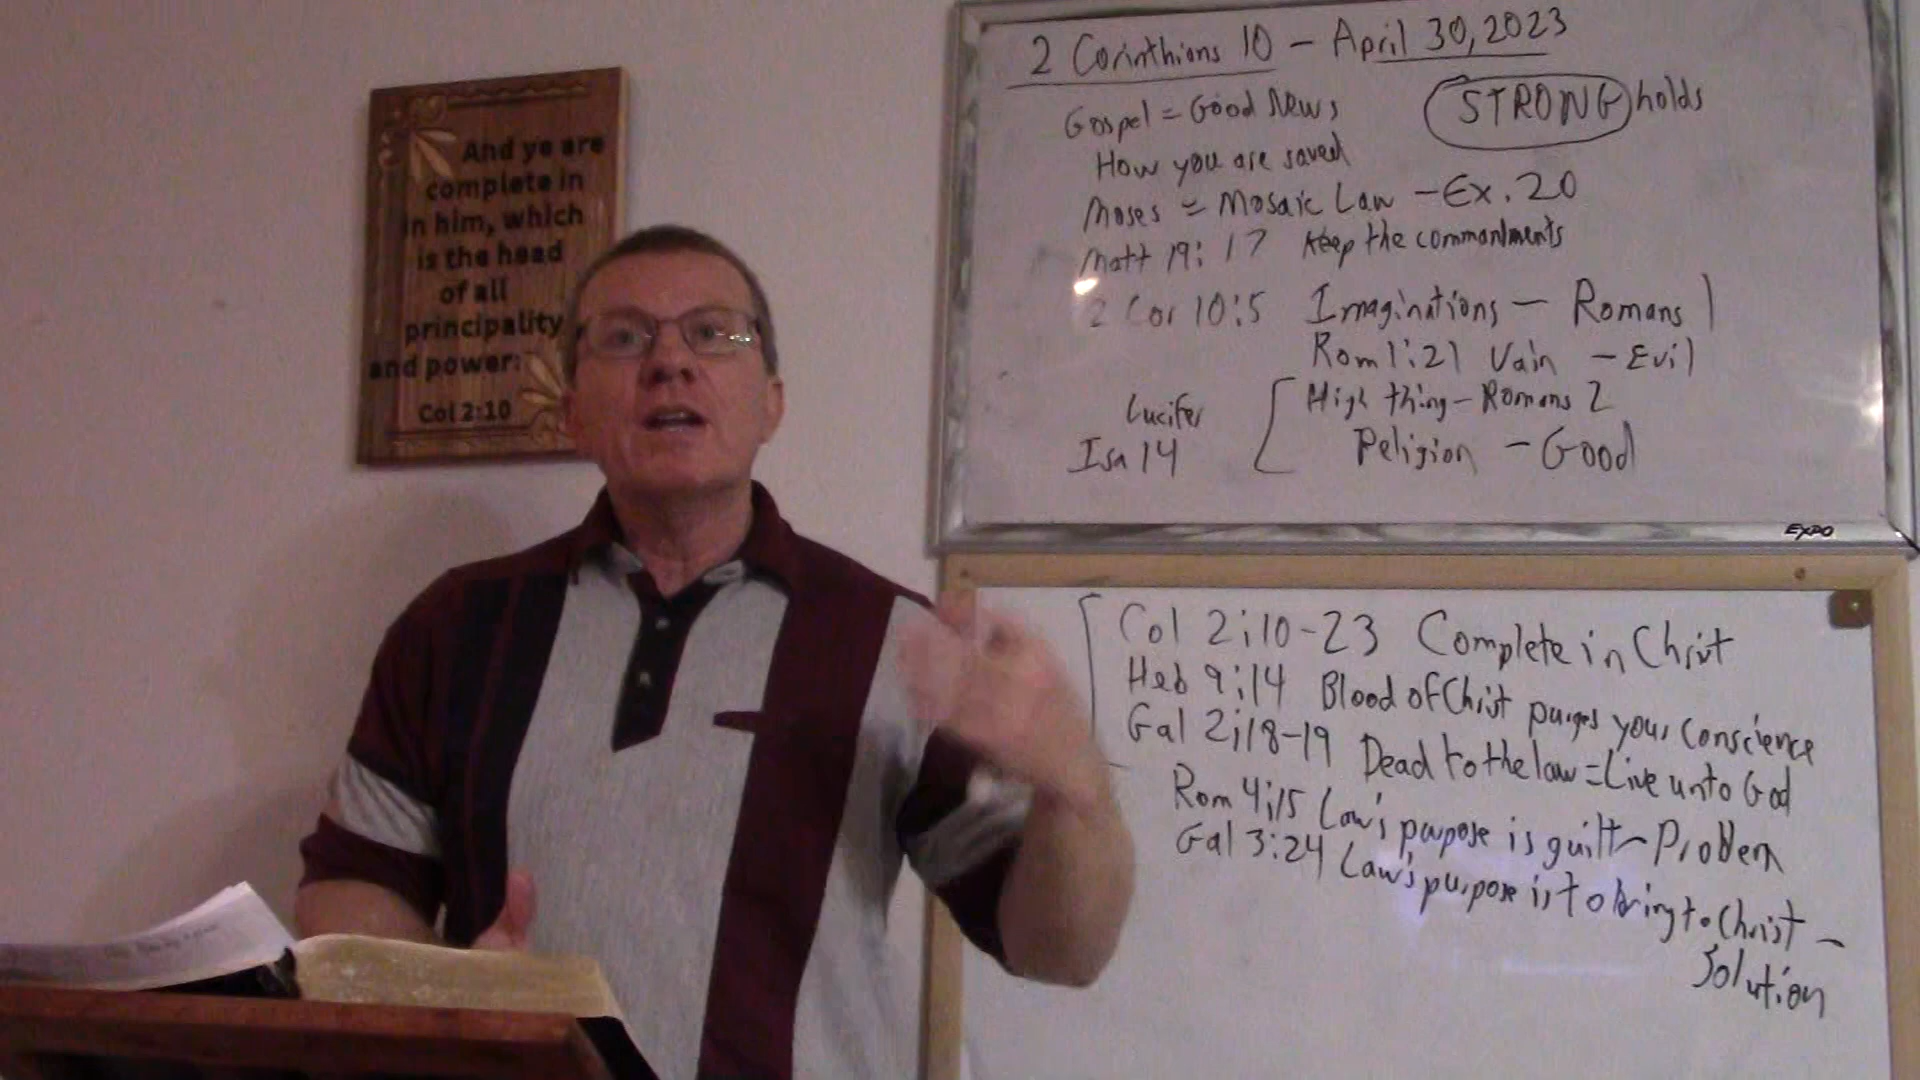 And ye are
complete in
in him, which
is the head
of all
principality
and power:
Col 2:10
2 Corinthians 10 - April 30, 2023
Gospel = Good News
STRONG holds
How you are saved
Moses = Mosaic Law - Ex. 20
Matt 19:17 Keep the commandments
2 Cor 10:5 Imaginations - Romans 1
Rom 1:21 Vain - Evil
Lucifer
High thing - Romans 2
Isa 14
Religion - Good
EXPO
Col 2:10-23 Complete in Christ
Heb 9:14 Blood of Christ purges your conscience
Gal 2:18-19 Dead to the law = Live unto God
Rom 4:15 Law's purpose is guilt - Problem
Gal 3:24 Law's purpose is to bring to Christ -
Solution